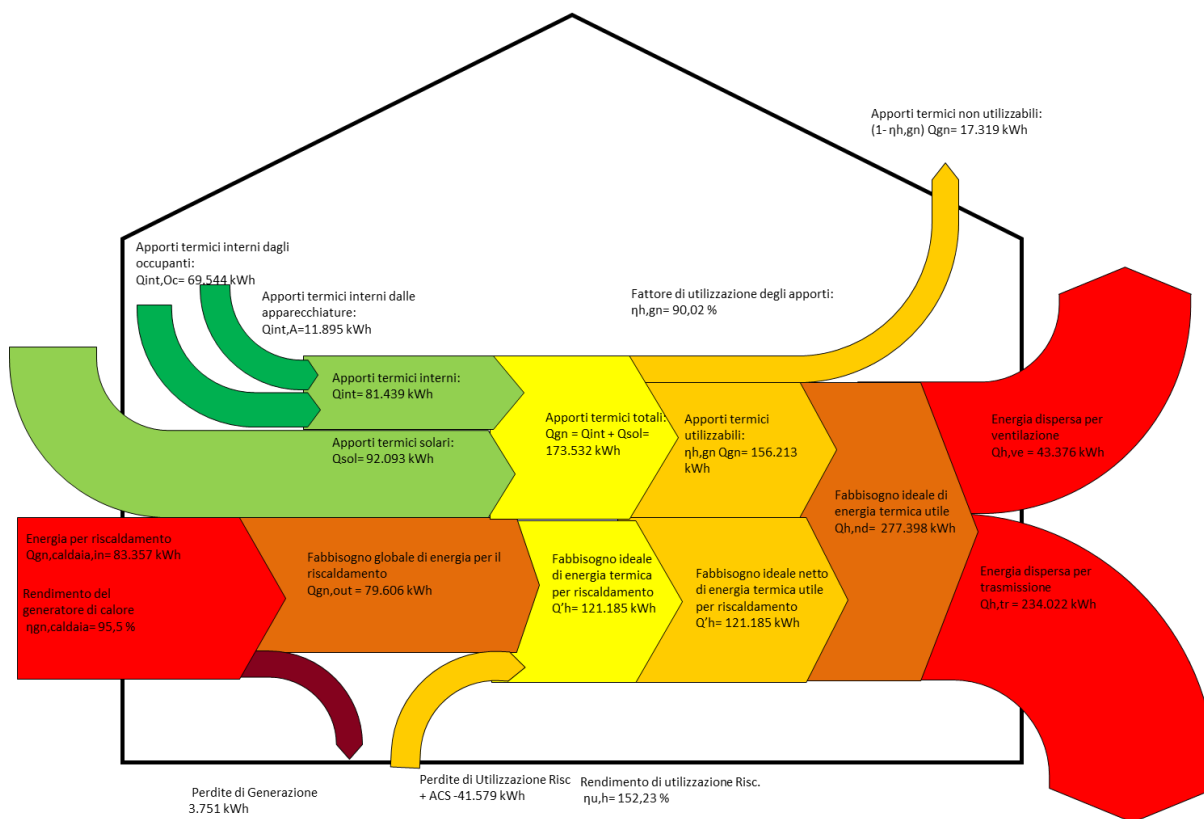 Apporti termici non utilizzabili:
(1- ηh,gn) Qgn= 17.319 kWh
Apporti termici interni dagli
occupanti:
Qint,Oc= 69.544 kWh
Apporti termici interni dalle
apparecchiature:
Qint,A=11.895 kWh
Fattore di utilizzazione degli apporti:
ηh,gn= 90,02 %
Apporti termici interni:
Qint= 81.439 kWh
Apporti termici solari:
Qsol= 92.093 kWh
Apporti termici totali:
Qgn = Qint + Qsol=
173.532 kWh
Apporti termici
utilizzabili:
ηh,gn Qgn= 156.213
kWh
Energia dispersa per
ventilazione
Qh,ve = 43.376 kWh
Fabbisogno ideale di
energia termica utile
Qh,nd=  277.398 kWh
Energia per riscaldamento
Qgn,caldaia,in= 83.357 kWh
Rendimento del
generatore di calore
ηgn,caldaia= 95,5 %
Fabbisogno globale di energia per il
riscaldamento
Qgn,out = 79.606 kWh
Fabbisogno ideale
di energia termica
per riscaldamento
Q'h= 121.185 kWh
Fabbisogno ideale netto
di energia termica utile
per riscaldamento
Q'h= 121.185 kWh
Energia dispersa per
trasmissione
Qh,tr= 234.022 kWh
Perdite di Generazione
3.751 kWh
Perdite di Utilizzazione Risc
+ ACS -41.579 kWh
Rendimento di utilizzazione Risc.
ηu,h= 152,23 %